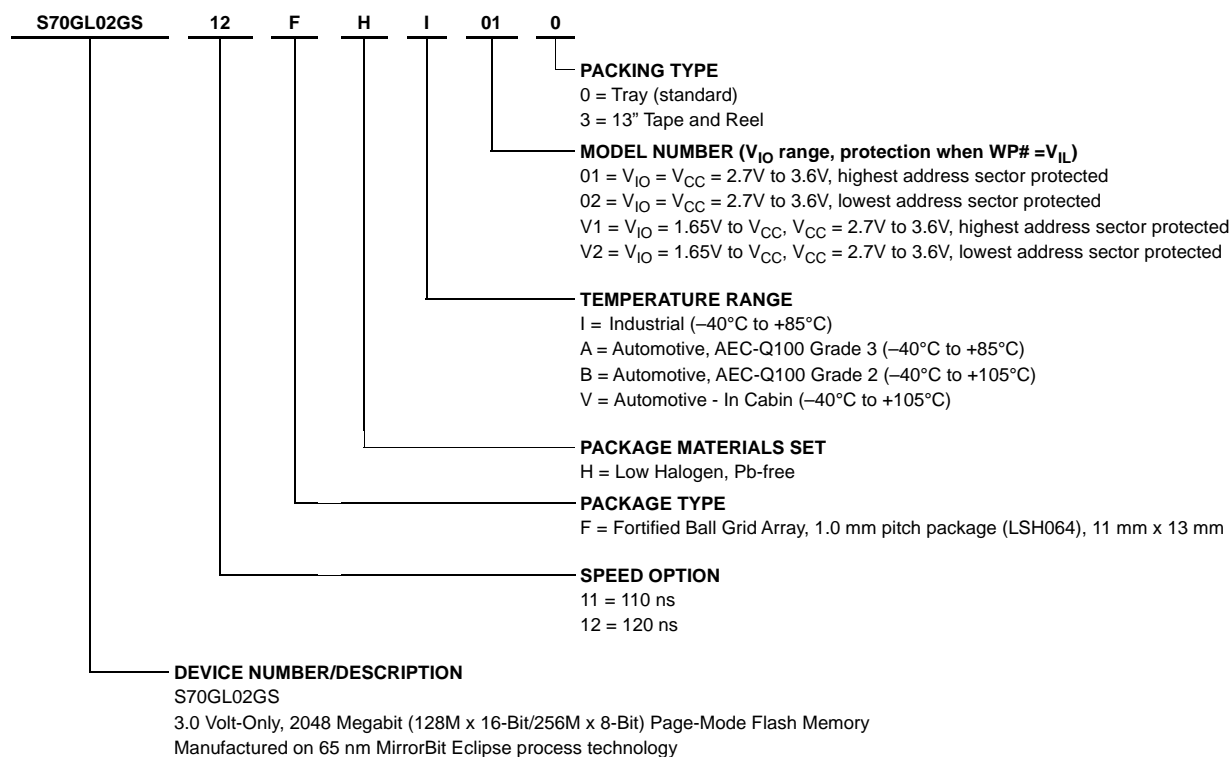 S70GL02GS 12 F H I 01 0
PACKING TYPE
0 = Tray (standard)
3 = 13” Tape and Reel
MODEL NUMBER (VIO range, protection when WP# =VIL)
01 = VIO = VCC = 2.7V to 3.6V, highest address sector protected
02 = VIO = VCC = 2.7V to 3.6V, lowest address sector protected
V1 = VIO = 1.65V to VCC, VCC = 2.7V to 3.6V, highest address sector protected
V2 = VIO = 1.65V to VCC, VCC = 2.7V to 3.6V, lowest address sector protected
TEMPERATURE RANGE
I = Industrial (–40°C to +85°C)
A = Automotive, AEC-Q100 Grade 3 (–40°C to +85°C)
B = Automotive, AEC-Q100 Grade 2 (–40°C to +105°C)
V = Automotive - In Cabin (–40°C to +105°C)
PACKAGE MATERIALS SET
H = Low Halogen, Pb-free
PACKAGE TYPE
F = Fortified Ball Grid Array, 1.0 mm pitch package (LSH064), 11 mm x 13 mm
SPEED OPTION
11 = 110 ns
12 = 120 ns
DEVICE NUMBER/DESCRIPTION
S70GL02GS
3.0 Volt-Only, 2048 Megabit (128M x 16-Bit/256M x 8-Bit) Page-Mode Flash Memory
Manufactured on 65 nm MirrorBit Eclipse process technology